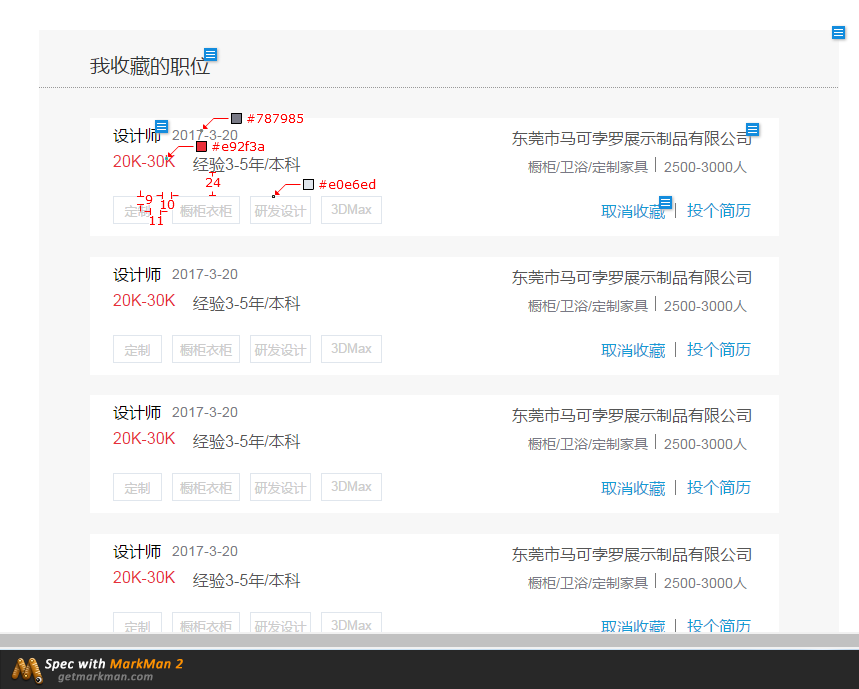 我收藏的职位
#787985
设计师 2017-3-20 东莞市马可孛罗展示制品有限公司
#e92f3a
20K-30K 经验3-5年/本科 橱柜/卫浴/定制家具 2500-3000人
24
#e0e6ed
9
10
11
橱柜衣柜 研发设计 3DMax 取消收藏 投个简历
设计师 2017-3-20 东莞市马可孛罗展示制品有限公司
20K-30K 经验3-5年/本科 橱柜/卫浴/定制家具 2500-3000人
定制 橱柜衣柜 研发设计 3DMax 取消收藏 投个简历
设计师 2017-3-20 东莞市马可孛罗展示制品有限公司
20K-30K 经验3-5年/本科 橱柜/卫浴/定制家具 2500-3000人
定制 橱柜衣柜 研发设计 3DMax 取消收藏 投个简历
设计师 2017-3-20 东莞市马可孛罗展示制品有限公司
20K-30K 经验3-5年/本科 橱柜/卫浴/定制家具 2500-3000人
定制 橱柜衣柜 研发设计 3DMax 取消收藏 投个简历
Spec with MarkMan 2
getmarkman.com